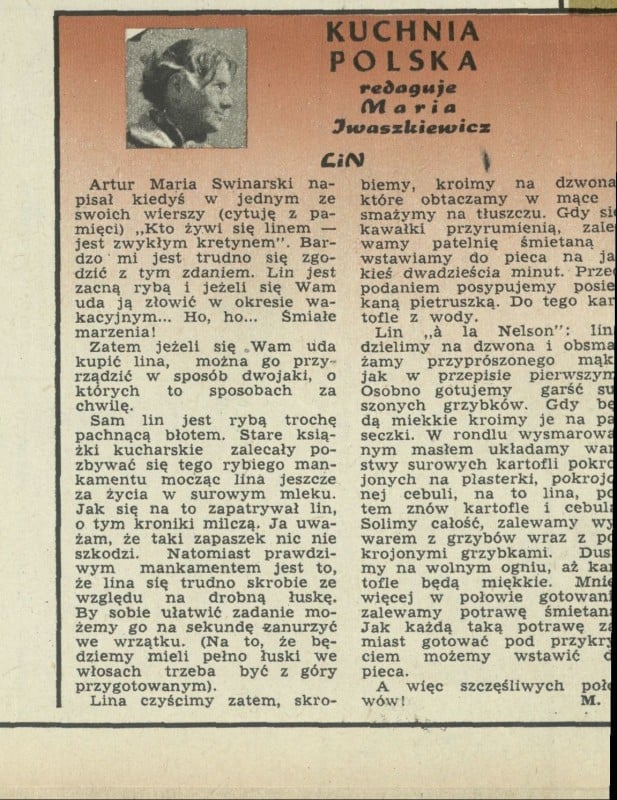 KUCHNIA
POLSKA
redaguje
Maria
Iwaszkiewicz
LiN
Artur Maria Swinarski na-
pisał kiedyś w jednym ze
swoich wierszy (cytuję z pa-
mięci) „Kto żywi się linem —
jest zwykłym kretynem". Bar-
dzo mi jest trudno się zgo-
dzić z tym zdaniem. Lin jest
zacną rybą i jeżeli się Wam
uda ją złowić w okresie wa-
kacyjnym... Ho, ho... Śmiałe
marzenia!
Zatem jeżeli się Wam uda
kupić lina, można go przy-
rządzić w sposób dwojaki, o
których to sposobach za
chwilę.
Sam lin jest rybą trochę
pachnącą błotem. Stare ksią-
żki kucharskie zalecały po-
zbywać się tego rybiego man-
kamentu mocząc lina jeszcze
za życia w surowym mleku.
Jak się na to zapatrywał lin,
o tym kroniki milczą. Ja uwa-
żam, że taki zapaszek nic nie
szkodzi. Natomiast prawdzi-
wym mankamentem jest to,
że lina się trudno skrobie ze
względu na drobną łuskę.
By sobie ułatwić zadanie mo-
żemy go na sekundę zanurzyć
we wrzątku. (Na to, że bę-
dziemy mieli pełno łuski we
włosach trzeba być z góry
przygotowanym).
Lina czyścimy zatem, skro-
biemy, kroimy na dzwona
które obtaczamy w mące
smażymy na tłuszczu. Gdy si
kawałki przyrumienią, zale
wamy patelnię śmietaną
wstawiamy do pieca na ja
kieś dwadzieścia minut. Prze
podaniem posypujemy posie
kaną pietruszką. Do tego kar
tofle z wody.
Lin „à la Nelson": lin
dzielimy na dzwona i obsma
żamy przyprószonego mąk
jak w przepisie pierwszym
Osobno gotujemy garść su
szonych grzybków. Gdy bę
dą miękkie kroimy je na pa
seczki. W rondlu wysmarowa
nym masłem układamy war
stwy surowych kartofli pokro
jonych na plasterki, pokrojo
nej cebuli, na to lina, po
tem znów kartofle i cebul
Solimy całość, zalewamy wy
warem z grzybów wraz z po
krojonymi grzybkami. Dus
my na wolnym ogniu, aż kar
tofle będą miękkie. Mnie
więcej w połowie gotowani
zalewamy potrawę śmietan
Jak każdą taką potrawę za
miast gotować pod przykry
ciem możemy wstawić d
pieca.
A więc szczęśliwych poło
wów! M.